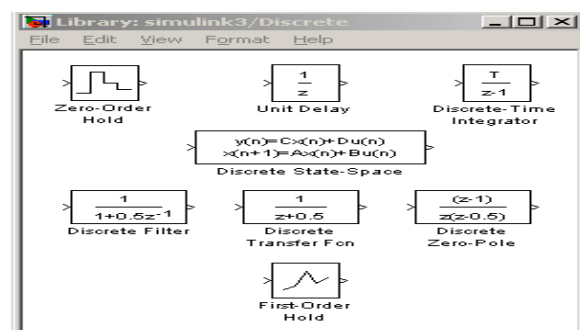 Library: simulink3/Discrete
File Edit View Format Help
Zero-Order
Hold
1
z
Unit Delay
T
z-1
Discrete-Time
Integrator
y(n)=Cx(n)+Du(n)
x(n+1)=Ax(n)+Bu(n)
Discrete State-Space
1
1+0.5z-1
Discrete Filter
1
z+0.5
Discrete
Transfer Fcn
(z-1)
z(z-0.5)
Discrete
Zero-Pole
First-Order
Hold